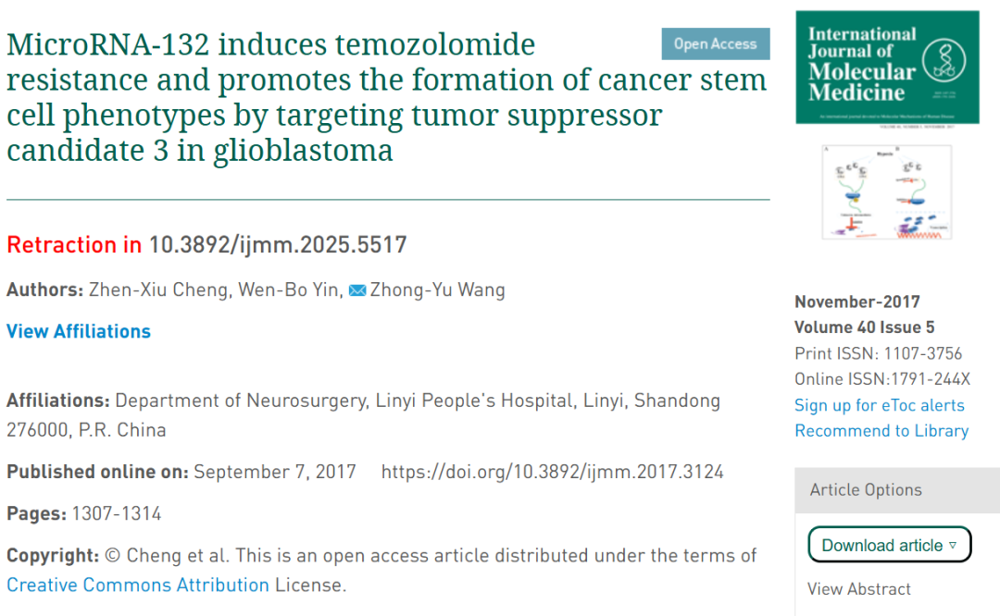 MicroRNA-132 induces temozolomide
resistance and promotes the formation of cancer stem
cell phenotypes by targeting tumor suppressor
candidate 3 in glioblastoma
Open Access
Retraction in 10.3892/ijmm.2025.5517
Authors: Zhen-Xiu Cheng, Wen-Bo Yin, Zhong-Yu Wang
View Affiliations
Affiliations: Department of Neurosurgery, Linyi People's Hospital, Linyi, Shandong
276000, P.R. China
Published online on: September 7, 2017 https://doi.org/10.3892/ijmm.2017.3124
Pages: 1307-1314
Copyright: © Cheng et al. This is an open access article distributed under the terms of
Creative Commons Attribution License.
International
Journal of
Molecular
Medicine
November-2017
Volume 40 Issue 5
Print ISSN: 1107-3756
Online ISSN:1791-244X
Sign up for eToc alerts
Recommend to Library
Article Options
Download article ▿
View Abstract